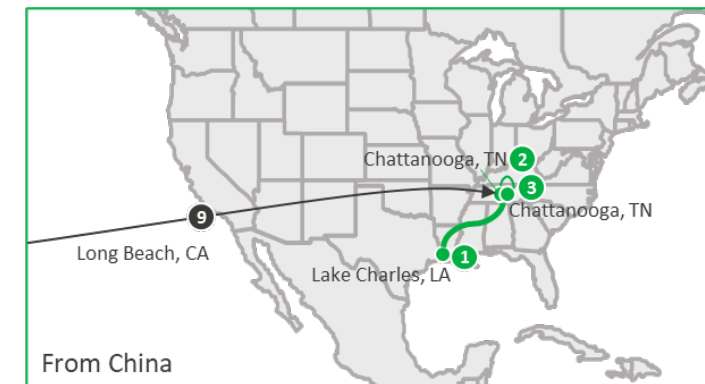 Chattanooga, TN 2
3
9
Chattanooga, TN
Long Beach, CA
1
Lake Charles, LA
From China